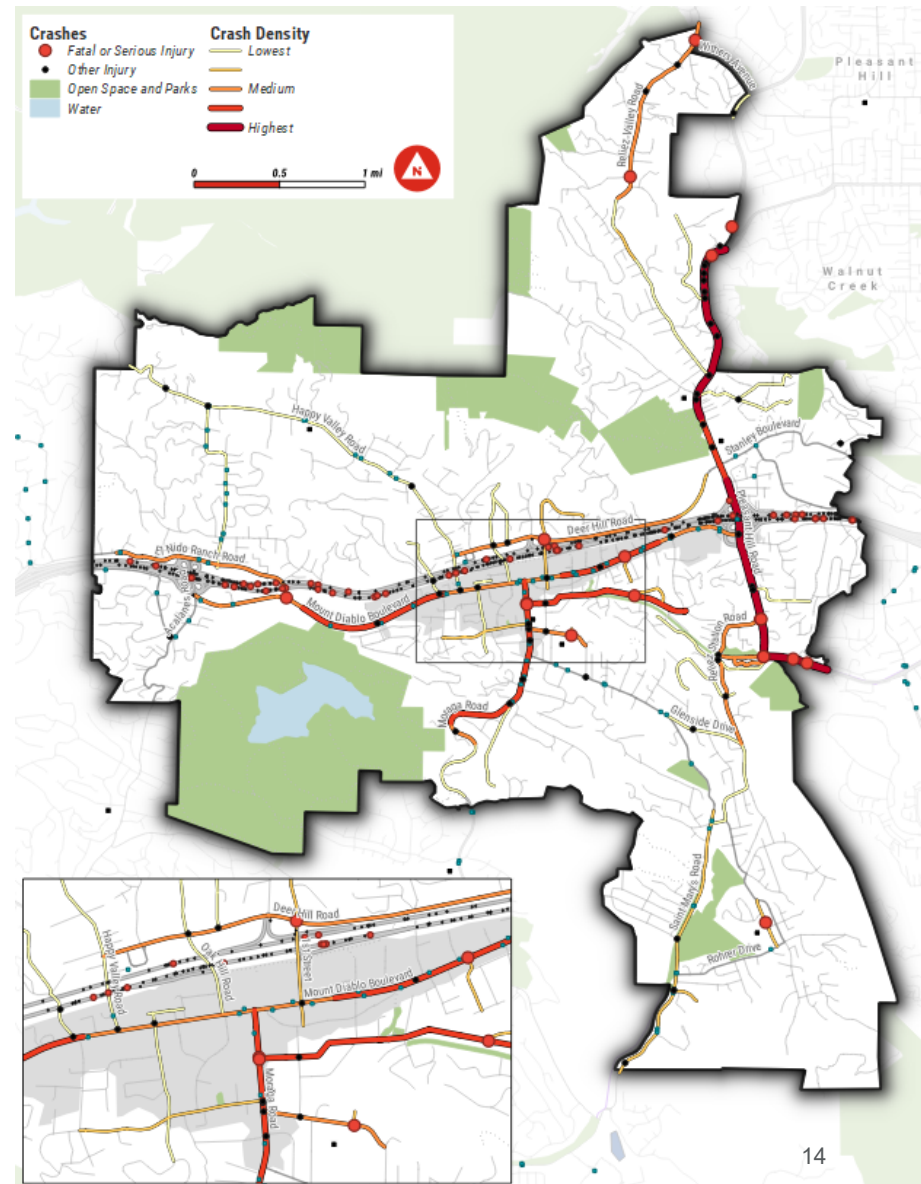 Crashes
Fatal or Serious Injury
Other Injury
Open Space and Parks
Water
Crash Density
Lowest
Medium
Highest
0 0.5 1 mi
N
Withers Avenue
Pleasant
Hill
Reliez Valley Road
Walnut
Creek
Happy Valley Road
Stanley Boulevard
Deer Hill Road
Pleasant Hill Road
El Nido Ranch Road
Acalanes Road
Mount Diablo Boulevard
Reliez Station Road
Moraga Road
Glenside Drive
Saint Mary's Road
Rohrer Drive
Deer Hill Road
Happy Valley Road
Oak Hill Road
Street
Mount Diablo Boulevard
Moraga Road
14